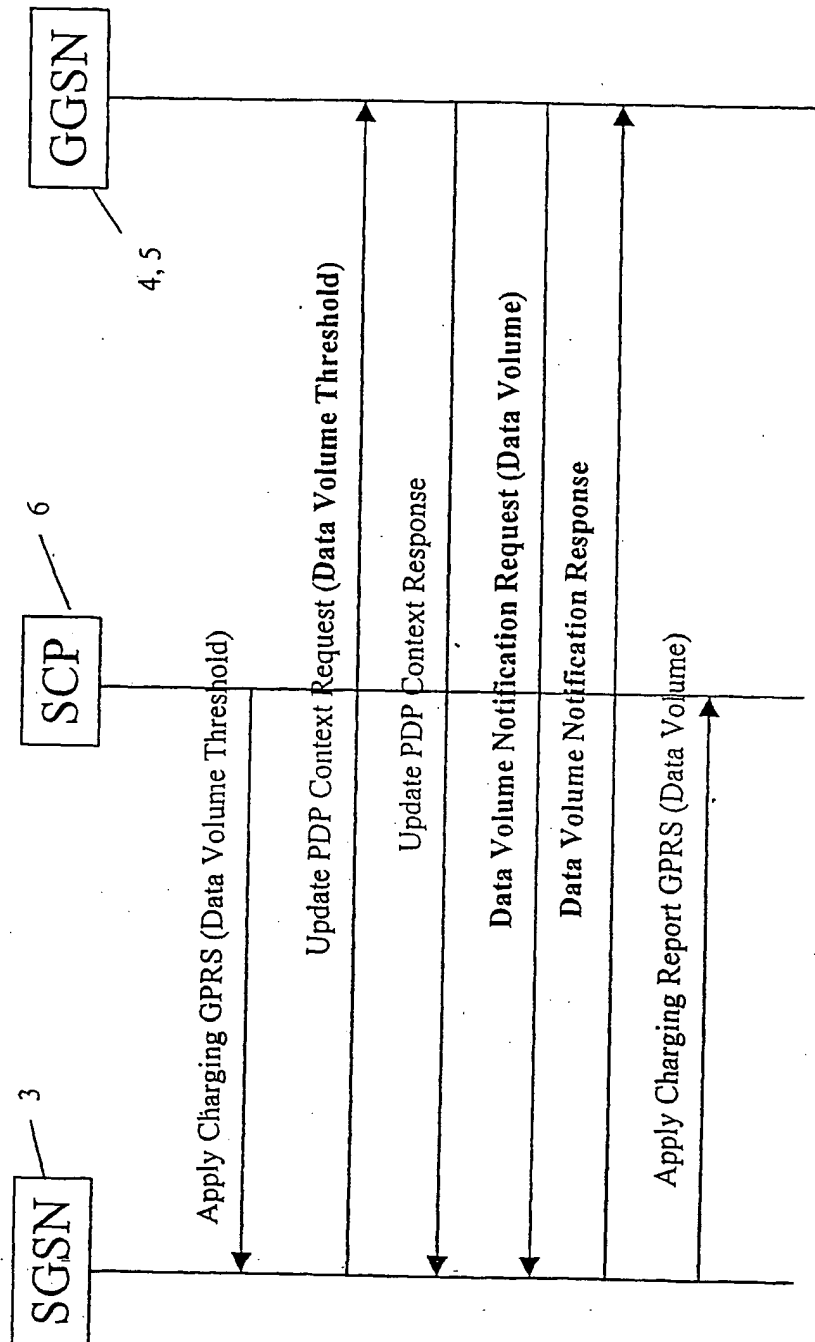 SGSN
3
SCP
6
GGSN
4, 5
Apply Charging GPRS (Data Volume Threshold)
Update PDP Context Request (Data Volume Threshold)
Update PDP Context Response
Data Volume Notification Request (Data Volume)
Data Volume Notification Response
Apply Charging Report GPRS (Data Volume)